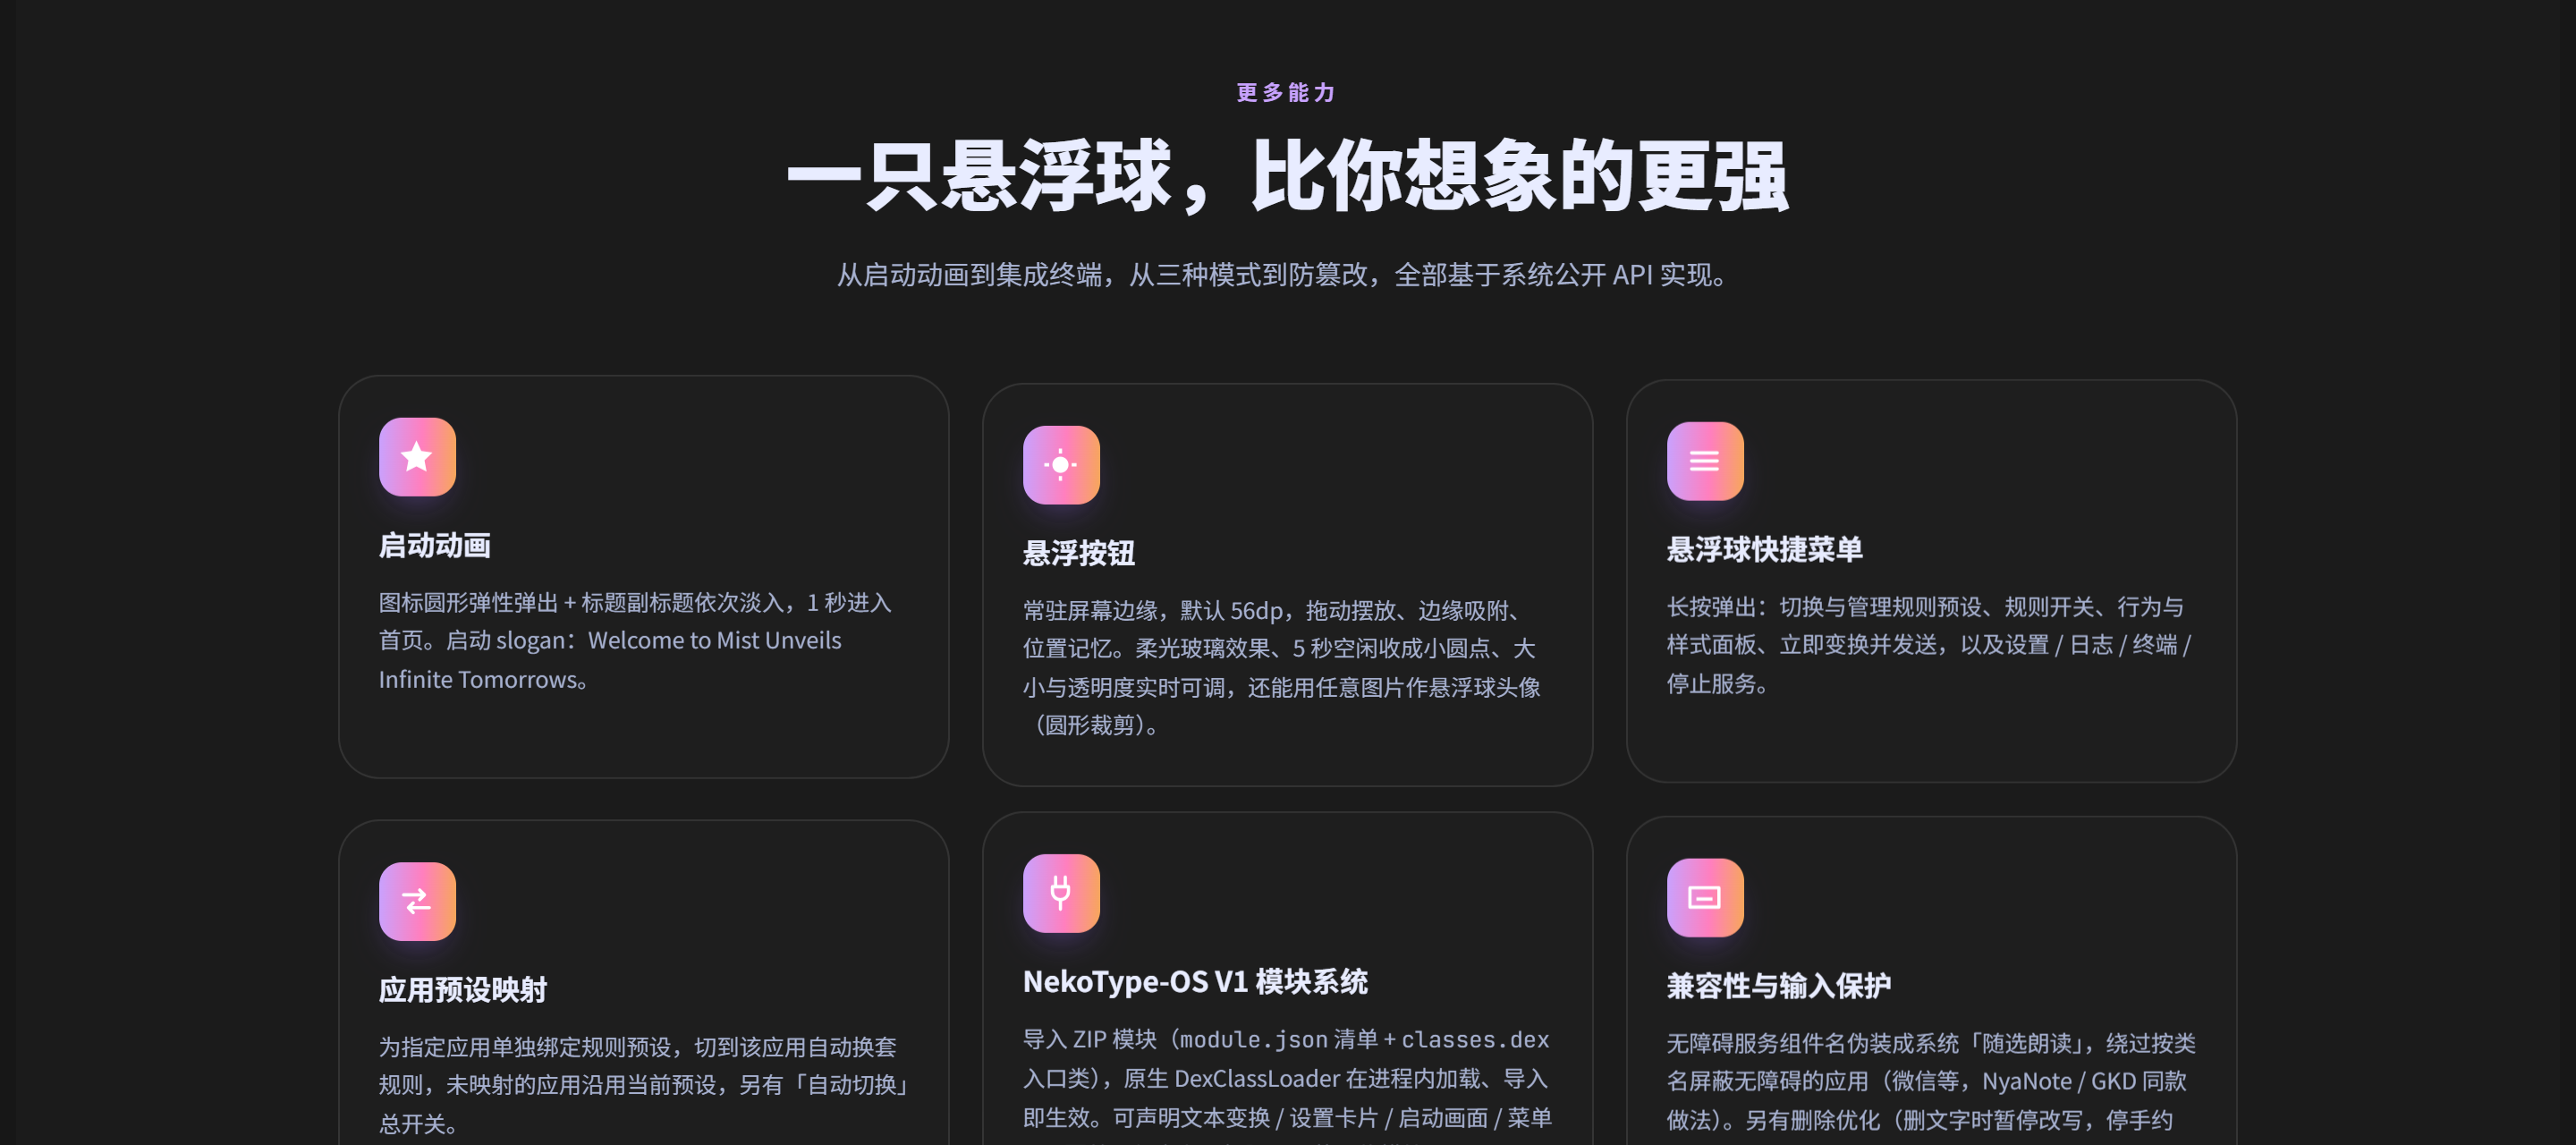 更多能力
一只悬浮球，比你想象的更强
从启动动画到集成终端，从三种模式到防篡改，全部基于系统公开 API 实现。
启动动画
图标圆形弹性弹出 + 标题副标题依次淡入，1 秒进入
首页。启动 slogan：Welcome to Mist Unveils
Infinite Tomorrows。
悬浮按钮
常驻屏幕边缘，默认 56dp，拖动摆放、边缘吸附、
位置记忆。柔光玻璃效果、5 秒空闲收成小圆点、大
小与透明度实时可调，还能用任意图片作悬浮球头像
（圆形裁剪）。
悬浮球快捷菜单
长按弹出：切换与管理规则预设、规则开关、行为与
样式面板、立即变换并发送，以及设置 / 日志 / 终端 /
停止服务。
应用预设映射
为指定应用单独绑定规则预设，切到该应用自动换套
规则，未映射的应用沿用当前预设，另有「自动切换」
总开关。
NekoType-OS V1 模块系统
导入 ZIP 模块（module.json 清单 + classes.dex
入口类），原生 DexClassLoader 在进程内加载、导入
即生效。可声明文本变换 / 设置卡片 / 启动画面 / 菜单
兼容性与输入保护
无障碍服务组件名伪装成系统「随选朗读」，绕过按类
名屏蔽无障碍的应用（微信等，NyaNote / GKD 同款
做法）。另有删除优化（删文字时暂停改写，停手约